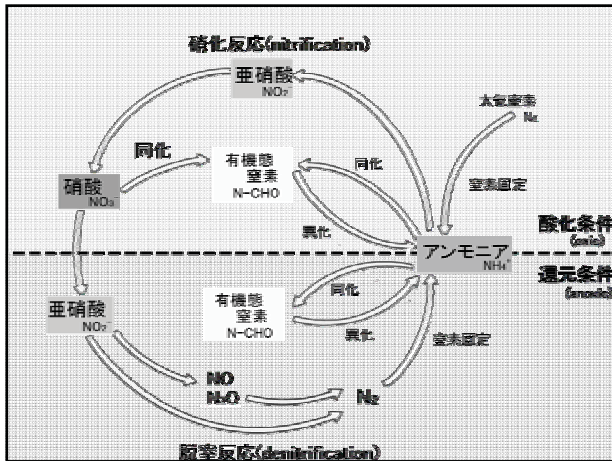 硝化反応(nitrification)
亜硝酸
NO₂⁻
大気窒素
N₂
同化
有機態
窒素
N-CHO
同化
窒素固定
硝酸
NO₃⁻
異化
酸化条件
(oxic)
アンモニア
NH₄⁺
還元条件
(anoxic)
同化
亜硝酸
NO₂⁻
有機態
窒素
N-CHO
異化
窒素固定
NO
N₂O
N₂
脱窒反応(denitrification)